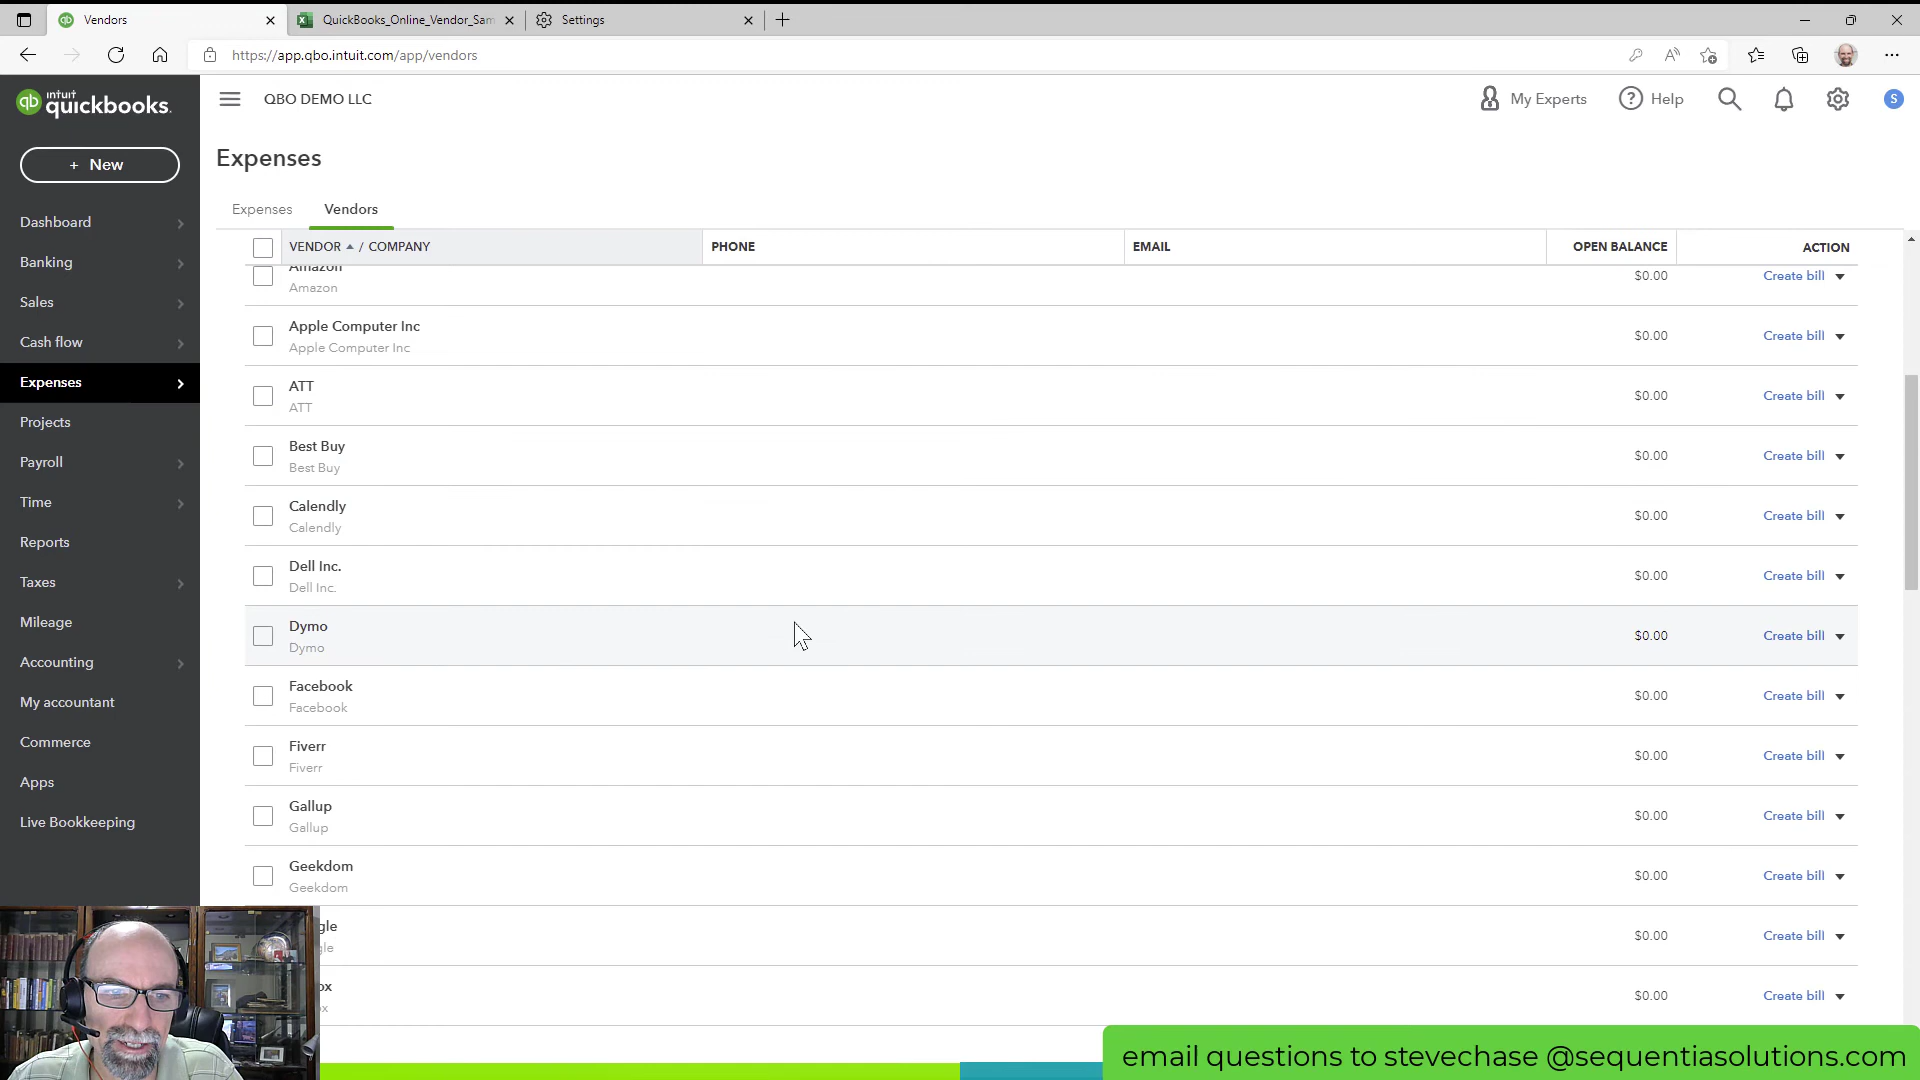 Vendors
QuickBooks_Online_Vendor_Sam
Settings
https://app.qbo.intuit.com/app/vendors
intuit
qb quickbooks.
QBO DEMO LLC
My Experts
Help
S
+ New
Dashboard
Banking
Sales
Cash flow
Expenses
Projects
Payroll
Time
Reports
Taxes
Mileage
Accounting
My accountant
Commerce
Apps
Live Bookkeeping
Expenses
Expenses Vendors
VENDOR / COMPANY PHONE EMAIL OPEN BALANCE ACTION
Amazon
Amazon
$0.00 Create bill
Apple Computer Inc
Apple Computer Inc
$0.00 Create bill
ATT
ATT
$0.00 Create bill
Best Buy
Best Buy
$0.00 Create bill
Calendly
Calendly
$0.00 Create bill
Dell Inc.
Dell Inc.
$0.00 Create bill
Dymo
Dymo
$0.00 Create bill
Facebook
Facebook
$0.00 Create bill
Fiverr
Fiverr
$0.00 Create bill
Gallup
Gallup
$0.00 Create bill
Geekdom
Geekdom
$0.00 Create bill
gle
gle
$0.00 Create bill
ox
x
$0.00 Create bill
email questions to stevechase @sequentiasolutions.com